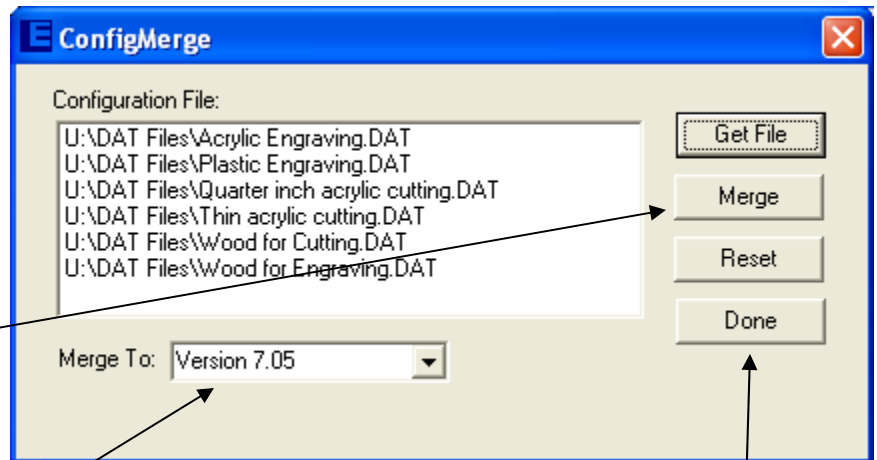 E ConfigMerge
Configuration File:
U:\DAT Files\Acrylic Engraving.DAT
U:\DAT Files\Plastic Engraving.DAT
U:\DAT Files\Quarter inch acrylic cutting.DAT
U:\DAT Files\Thin acrylic cutting.DAT
U:\DAT Files\Wood for Cutting.DAT
U:\DAT Files\Wood for Engraving.DAT
Get File
Merge
Reset
Done
Merge To: Version 7.05